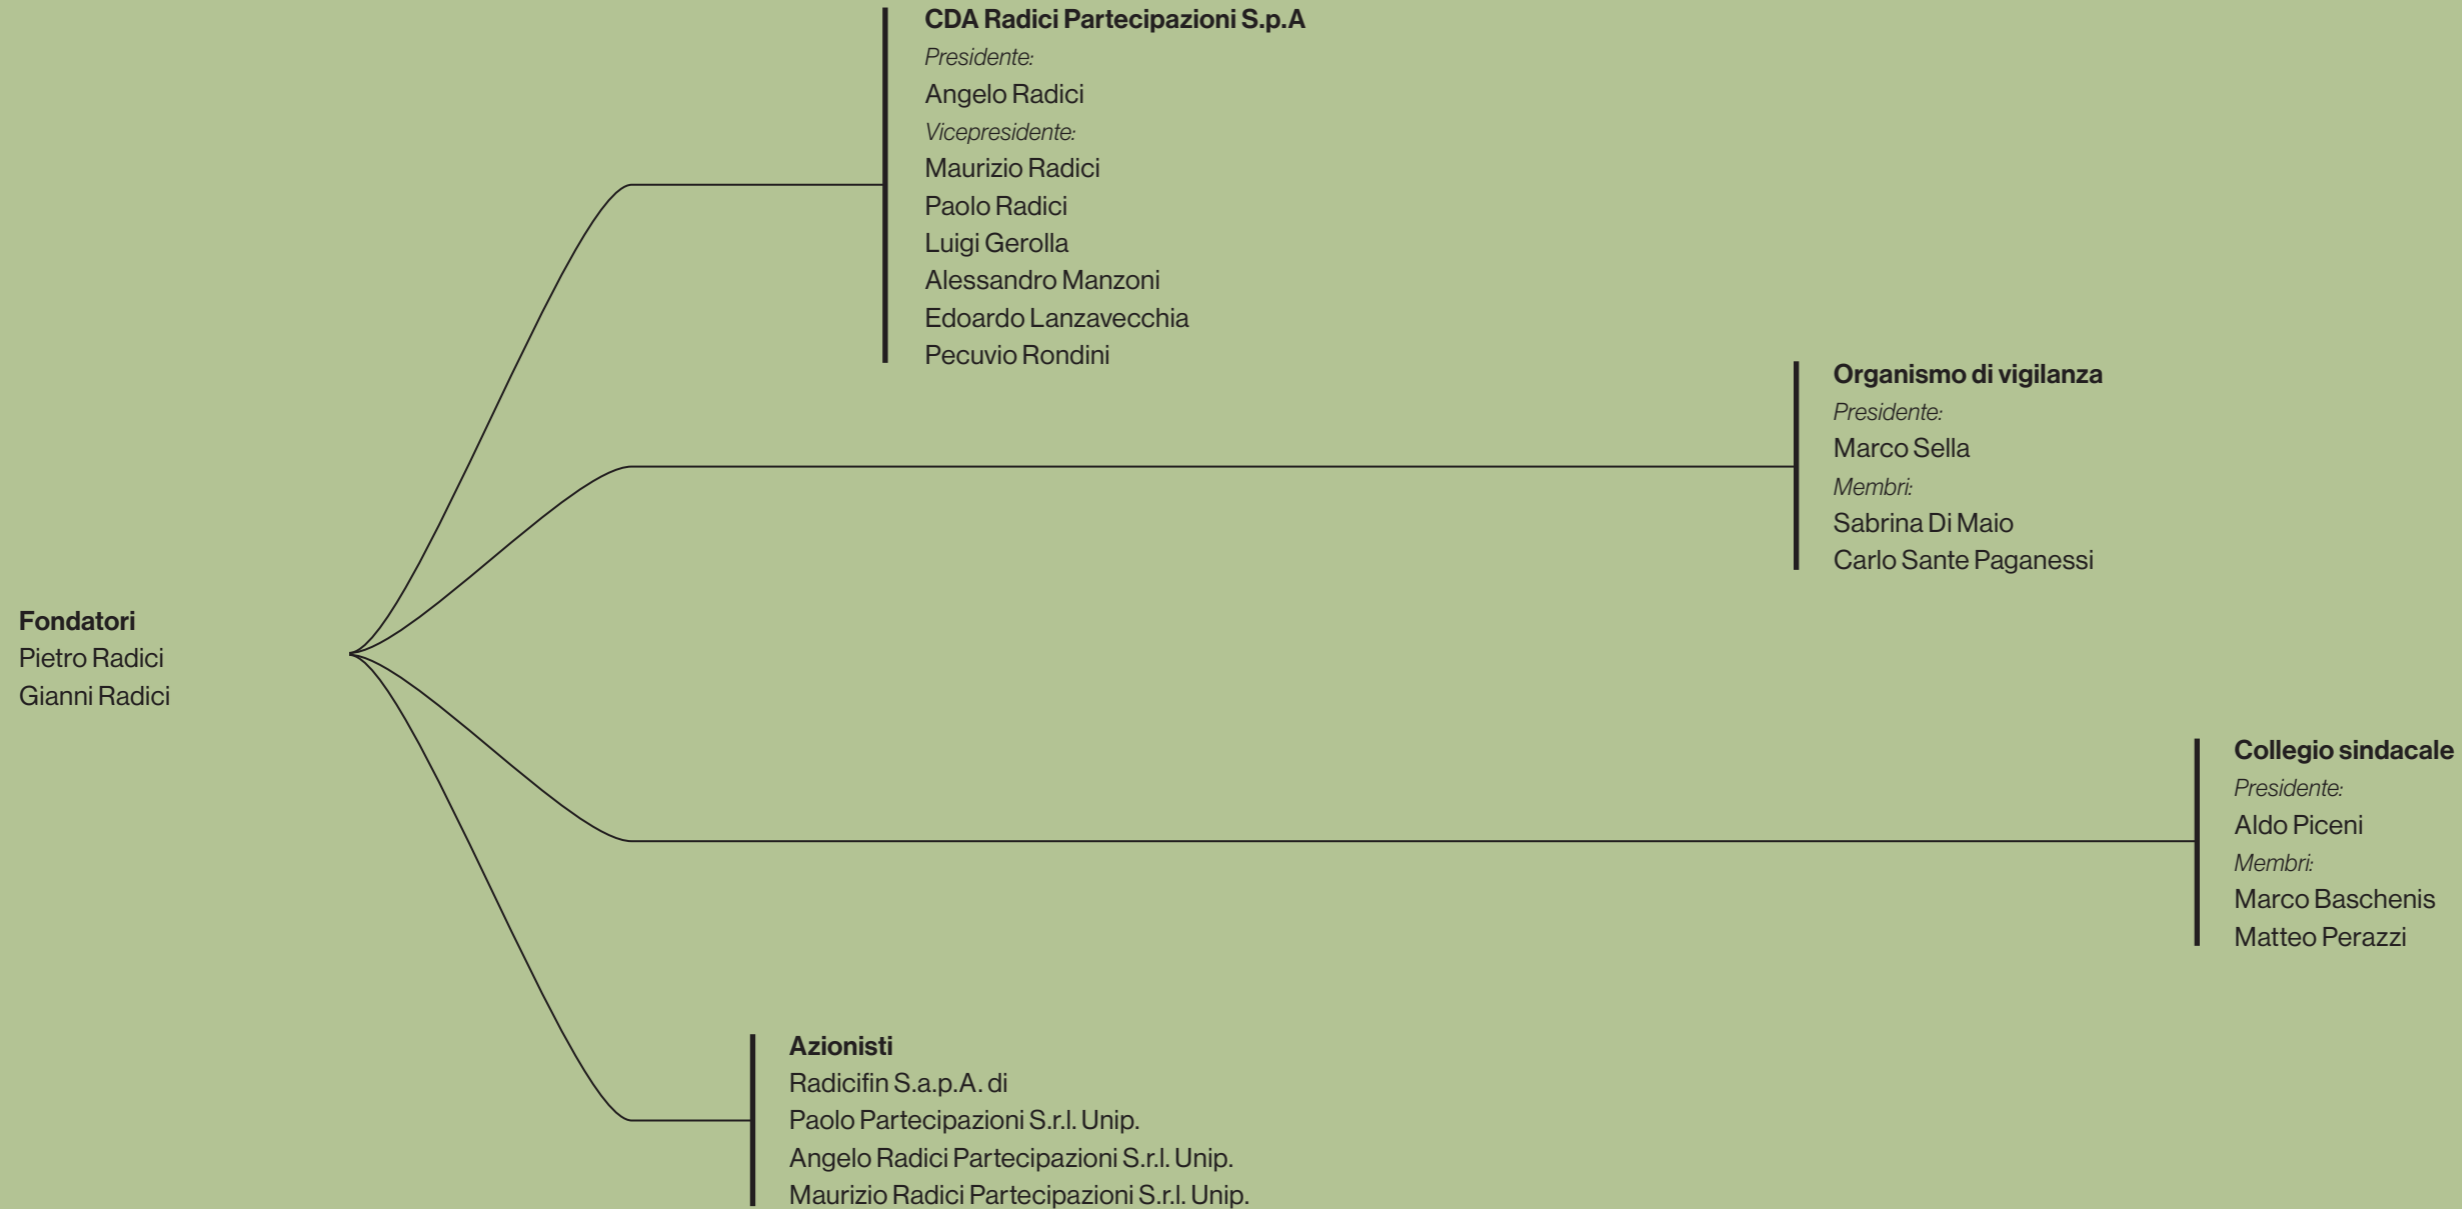 Fondatori
Pietro Radici
Gianni Radici
CDA Radici Partecipazioni S.p.A
Presidente:
Angelo Radici
Vicepresidente:
Maurizio Radici
Paolo Radici
Luigi Gerolla
Alessandro Manzoni
Edoardo Lanzavecchia
Pecuvio Rondini
Organismo di vigilanza
Presidente:
Marco Sella
Membri:
Sabrina Di Maio
Carlo Sante Paganessi
Collegio sindacale
Presidente:
Aldo Piceni
Membri:
Marco Baschenis
Matteo Perazzi
Azionisti
Radicifin S.a.p.A. di
Paolo Partecipazioni S.r.l. Unip.
Angelo Radici Partecipazioni S.r.l. Unip.
Maurizio Radici Partecipazioni S.r.l. Unip.